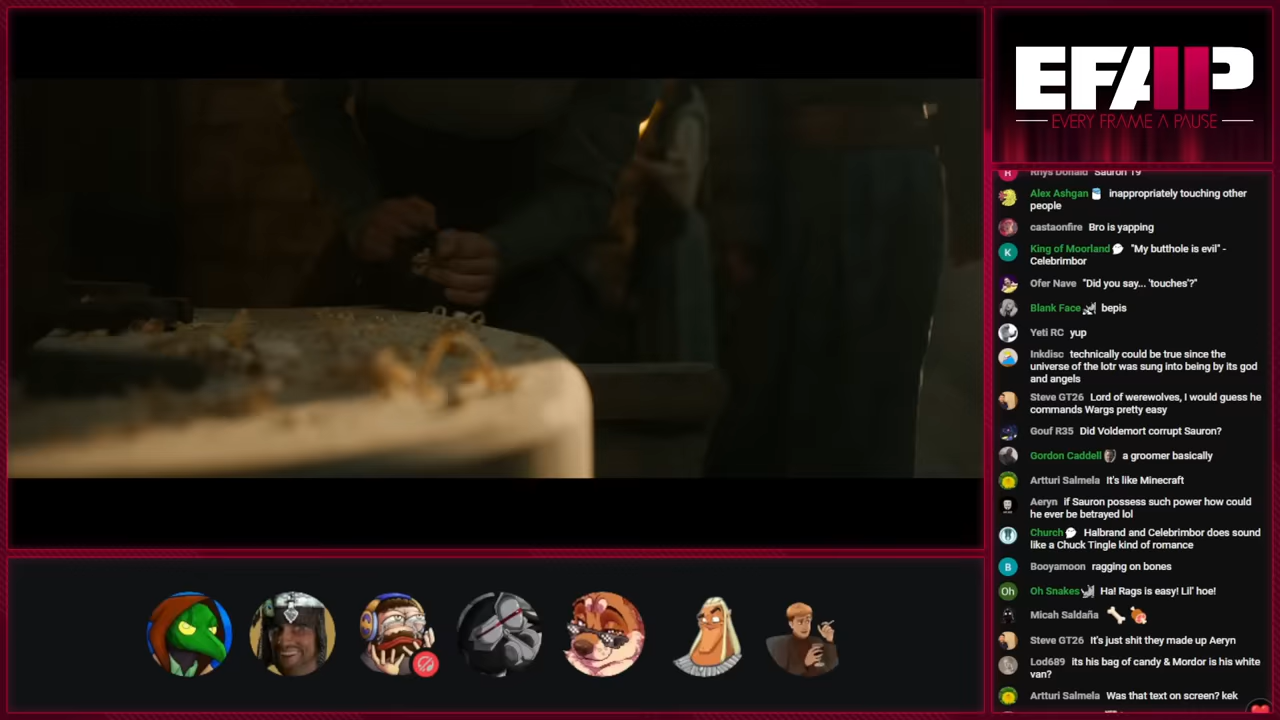 EFAP
EVERY FRAME A PAUSE
Rhys Donald Sauron 19
Alex Ashgan inappropriately touching other
people
castaonfire Bro is yapping
King of Moorland "My butthole is evil" -
Celebrimbor
Ofer Nave "Did you say... 'touches'?"
Blank Face bepis
Yeti RC yup
Inkdisc technically could be true since the
universe of the lotr was sung into being by its god
and angels
Steve GT26 Lord of werewolves, I would guess he
commands Wargs pretty easy
Gouf R35 Did Voldemort corrupt Sauron?
Gordon Caddell a groomer basically
Artturi Salmela It's like Minecraft
Aeryn if Sauron possess such power how could
he ever be betrayed lol
Church Halbrand and Celebrimbor does sound
like a Chuck Tingle kind of romance
Booyamoon ragging on bones
Oh Snakes Ha! Rags is easy! Lil' hoe!
Micah Saldaña
Steve GT26 It's just shit they made up Aeryn
Lod689 its his bag of candy & Mordor is his white
van?
Artturi Salmela Was that text on screen? kek